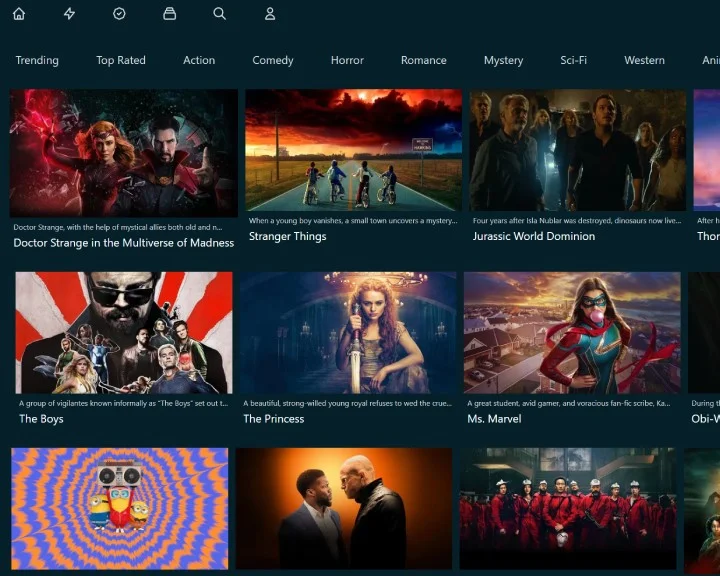 Trending Top Rated Action Comedy Horror Romance Mystery Sci-Fi Western Ani
Doctor Strange, with the help of mystical allies both old and n...
Doctor Strange in the Multiverse of Madness
When a young boy vanishes, a small town uncovers a mystery...
Stranger Things
Four years after Isla Nublar was destroyed, dinosaurs now live...
Jurassic World Dominion
After h
Thor
A group of vigilantes known informally as "The Boys" set out t...
The Boys
A beautiful, strong-willed young royal refuses to wed the crue...
The Princess
A great student, avid gamer, and voracious fan-fic scribe, Ka...
Ms. Marvel
During t
Obi-W